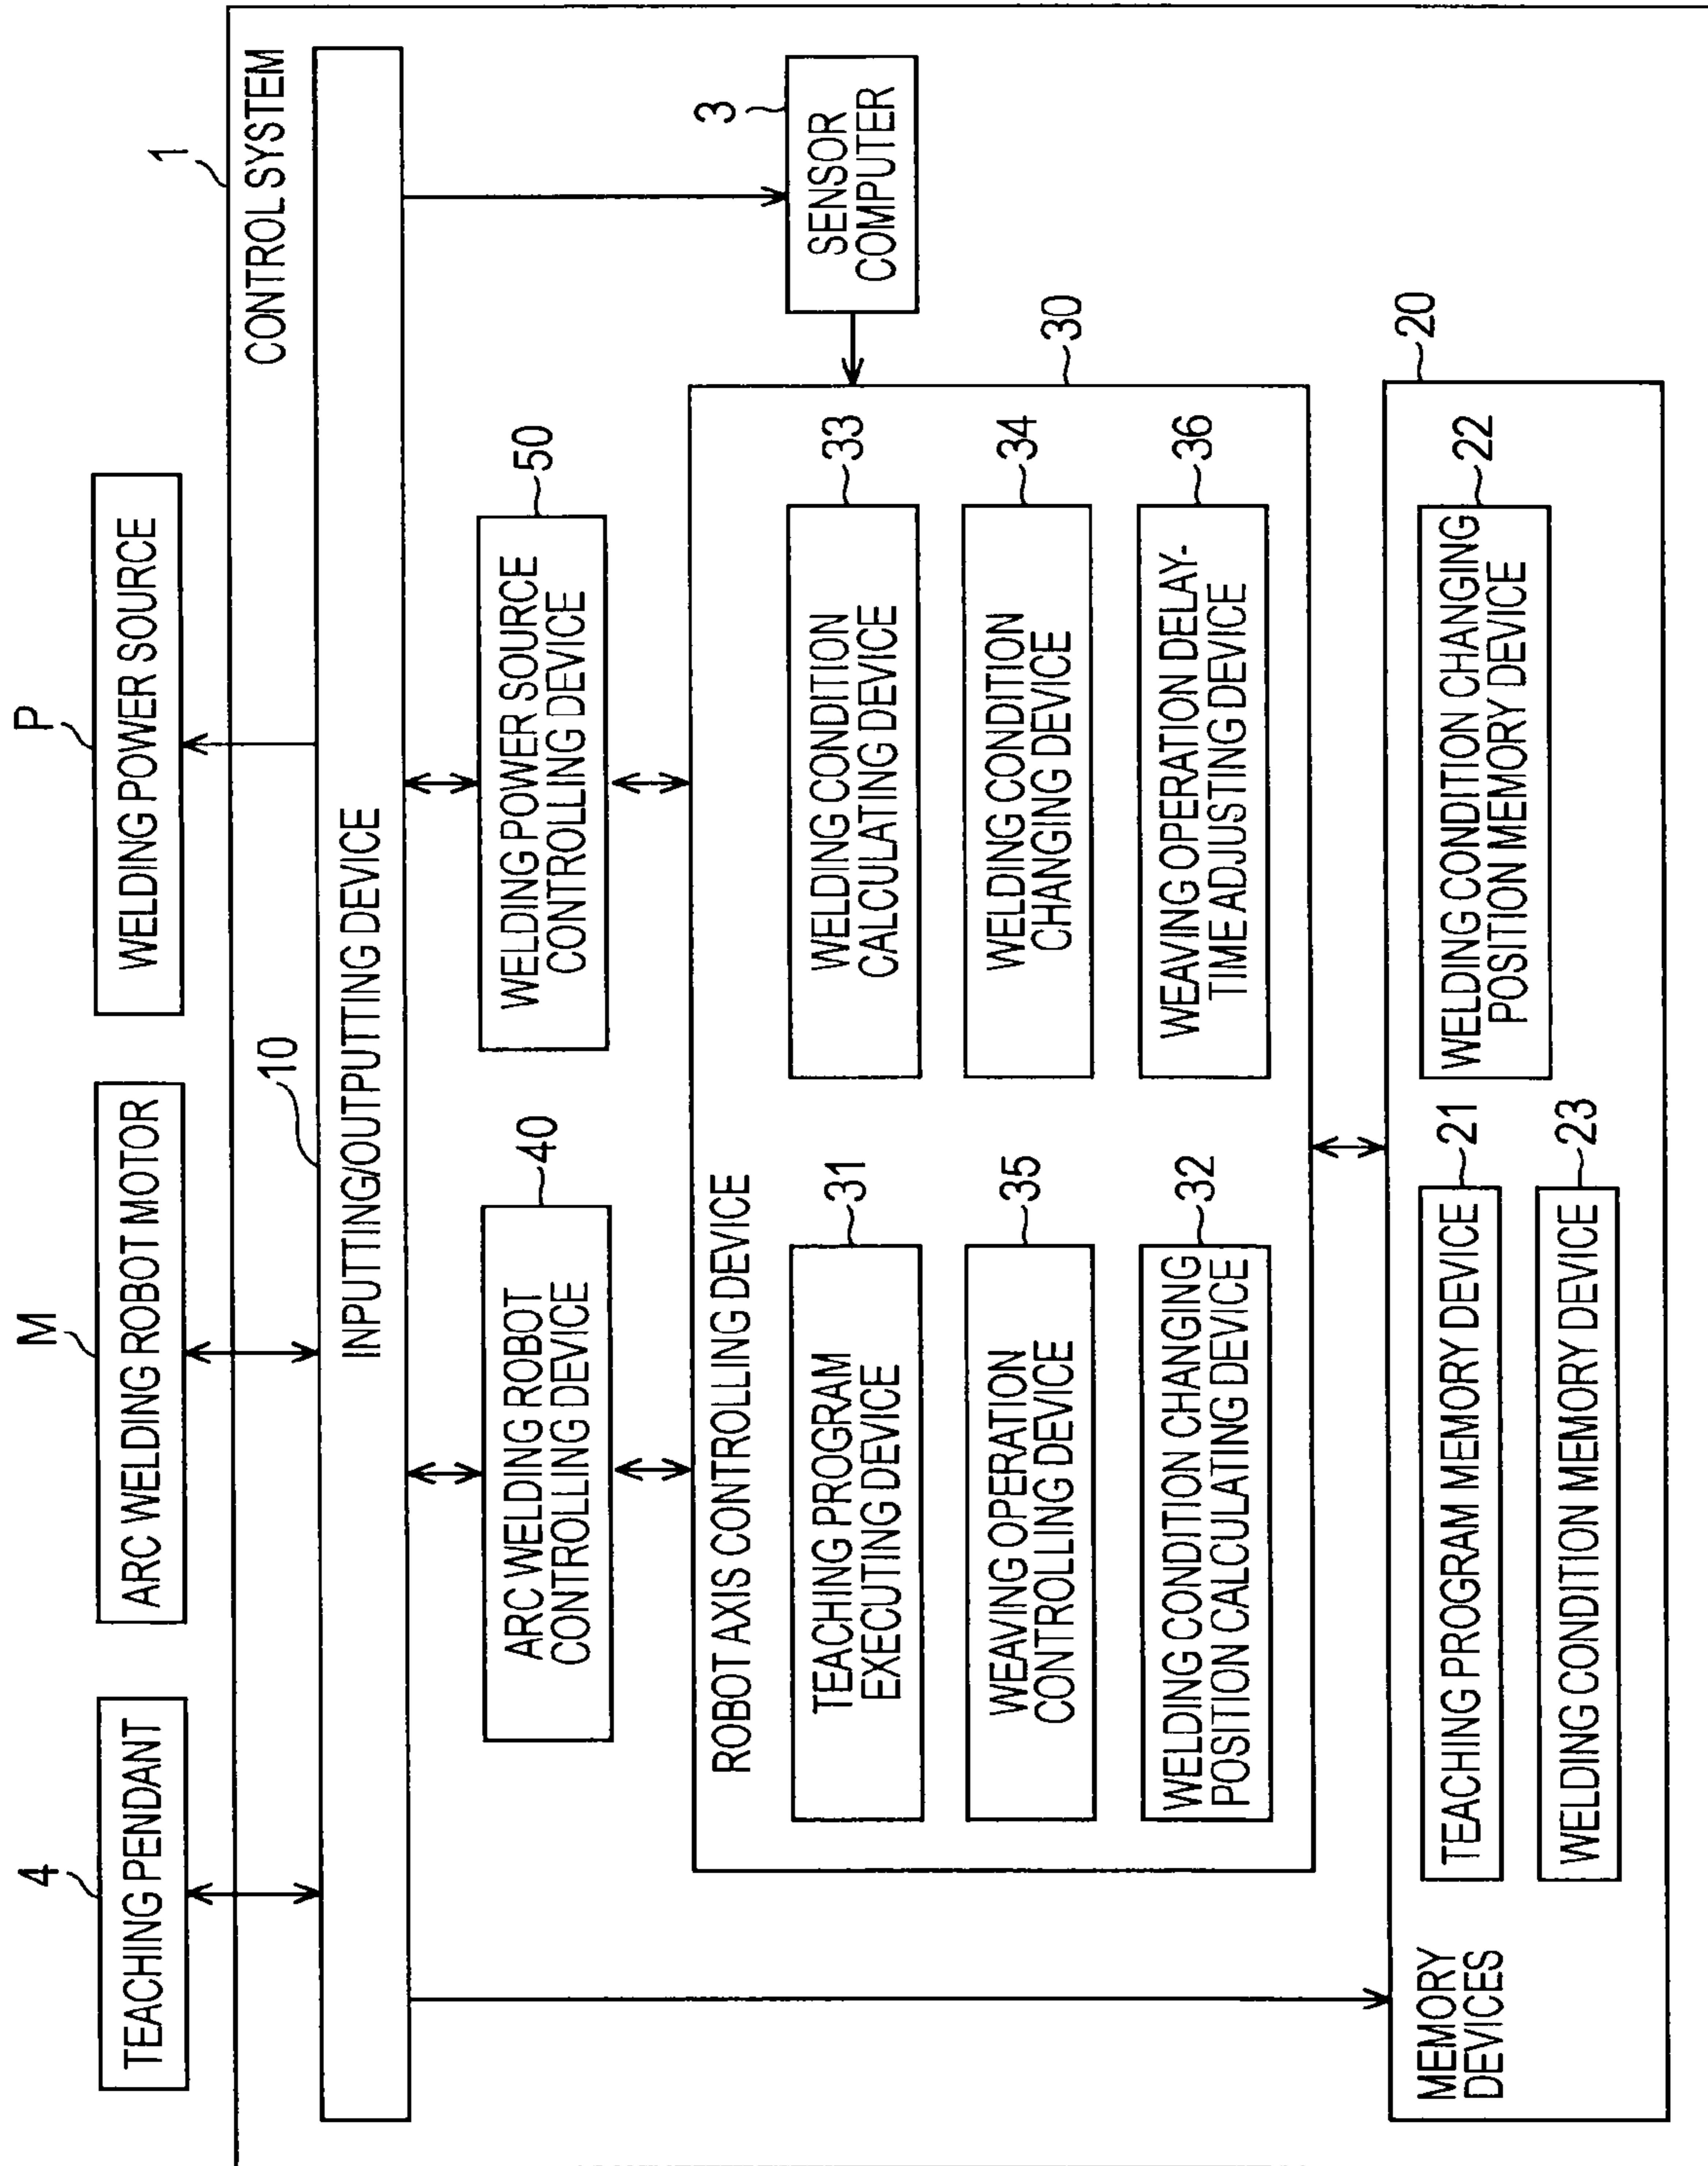 4
TEACHING PENDANT
M
ARC WELDING ROBOT MOTOR
P
WELDING POWER SOURCE
1
CONTROL SYSTEM
10
INPUTTING/OUTPUTTING DEVICE
40
ARC WELDING ROBOT
CONTROLLING DEVICE
50
WELDING POWER SOURCE
CONTROLLING DEVICE
3
SENSOR
COMPUTER
30
ROBOT AXIS CONTROLLING DEVICE
31
TEACHING PROGRAM
EXECUTING DEVICE
33
WELDING CONDITION
CALCULATING DEVICE
35
WEAVING OPERATION
CONTROLLING DEVICE
34
WELDING CONDITION
CHANGING DEVICE
32
WELDING CONDITION CHANGING
POSITION CALCULATING DEVICE
36
WEAVING OPERATION DELAY-
TIME ADJUSTING DEVICE
20
MEMORY
DEVICES
21
TEACHING PROGRAM MEMORY DEVICE
22
WELDING CONDITION CHANGING
POSITION MEMORY DEVICE
23
WELDING CONDITION MEMORY DEVICE